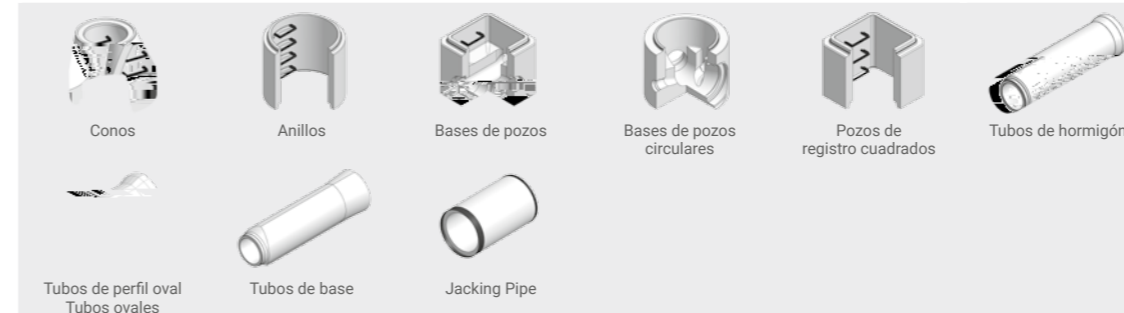 Conos
Anillos
Bases de pozos
Bases de pozos
circulares
Pozos de
registro cuadrados
Tubos de hormigón
Tubos de perfil oval
Tubos ovales
Tubos de base
Jacking Pipe